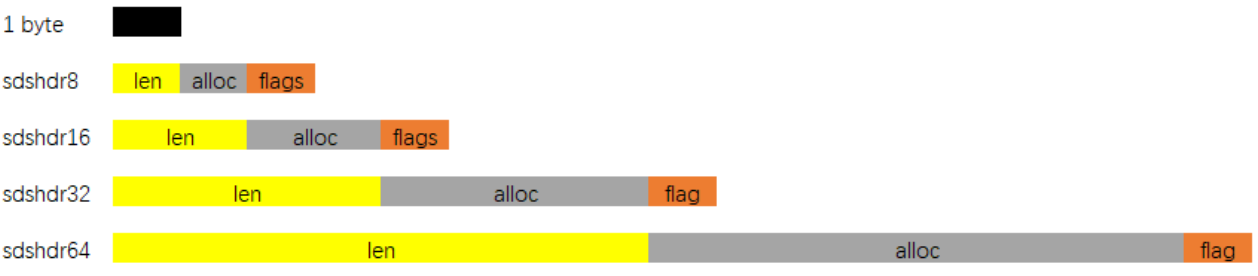 1 byte
sdshdr8 len alloc flags
sdshdr16 len alloc flags
sdshdr32 len alloc flag
sdshdr64 len alloc flag